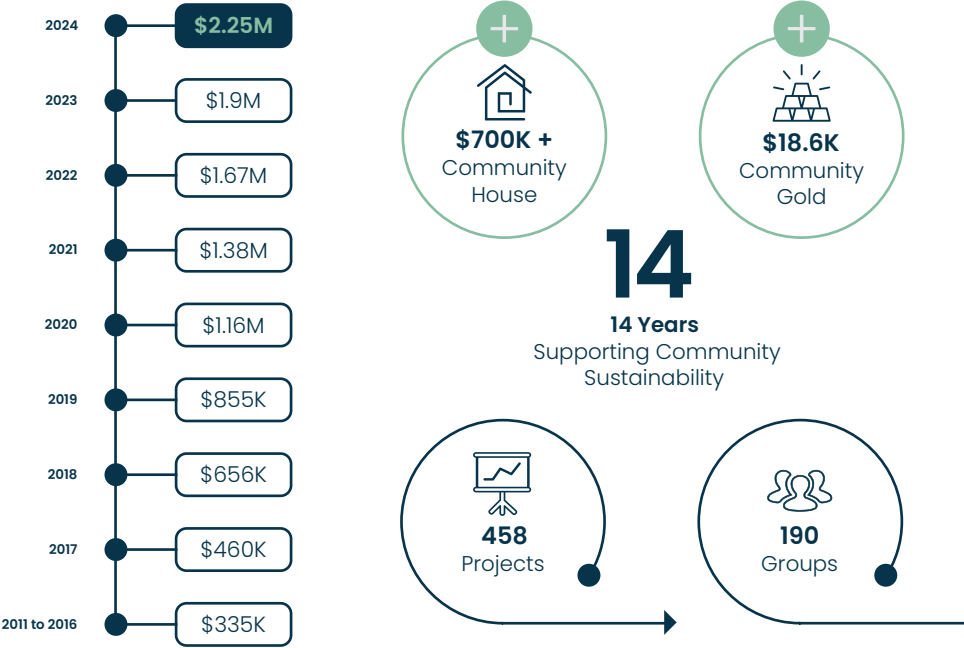 2024
$2.25M
2023
$1.9M
2022
$1.67M
2021
$1.38M
2020
$1.16M
2019
$855K
2018
$656K
2017
$460K
2011 to 2016
$335K
$700K +
Community
House
$18.6K
Community
Gold
14
14 Years
Supporting Community
Sustainability
458
Projects
190
Groups